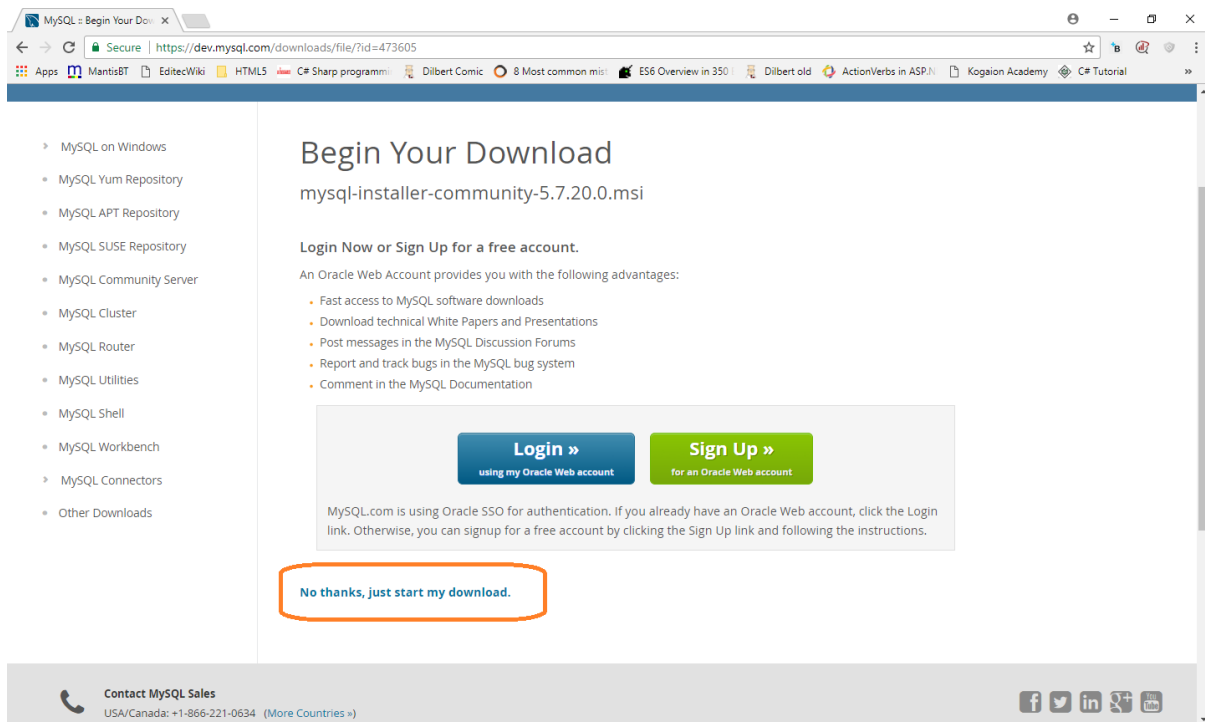 MySQL :: Begin Your Dow
Secure | https://dev.mysql.com/downloads/file/?id=473605
Apps MantisBT EditecWiki HTML5 C# Sharp programmi Dilbert Comic 8 Most common mist ES6 Overview in 350 Dilbert old ActionVerbs in ASP.N Kogaion Academy C# Tutorial »
MySQL on Windows
MySQL Yum Repository
MySQL APT Repository
MySQL SUSE Repository
MySQL Community Server
MySQL Cluster
MySQL Router
MySQL Utilities
MySQL Shell
MySQL Workbench
MySQL Connectors
Other Downloads
Begin Your Download
mysql-installer-community-5.7.20.0.msi
Login Now or Sign Up for a free account.
An Oracle Web Account provides you with the following advantages:
Fast access to MySQL software downloads
Download technical White Papers and Presentations
Post messages in the MySQL Discussion Forums
Report and track bugs in the MySQL bug system
Comment in the MySQL Documentation
Login »
using my Oracle Web account
Sign Up »
for an Oracle Web account
MySQL.com is using Oracle SSO for authentication. If you already have an Oracle Web account, click the Login
link. Otherwise, you can signup for a free account by clicking the Sign Up link and following the instructions.
No thanks, just start my download.
Contact MySQL Sales
USA/Canada: +1-866-221-0634 (More Countries »)